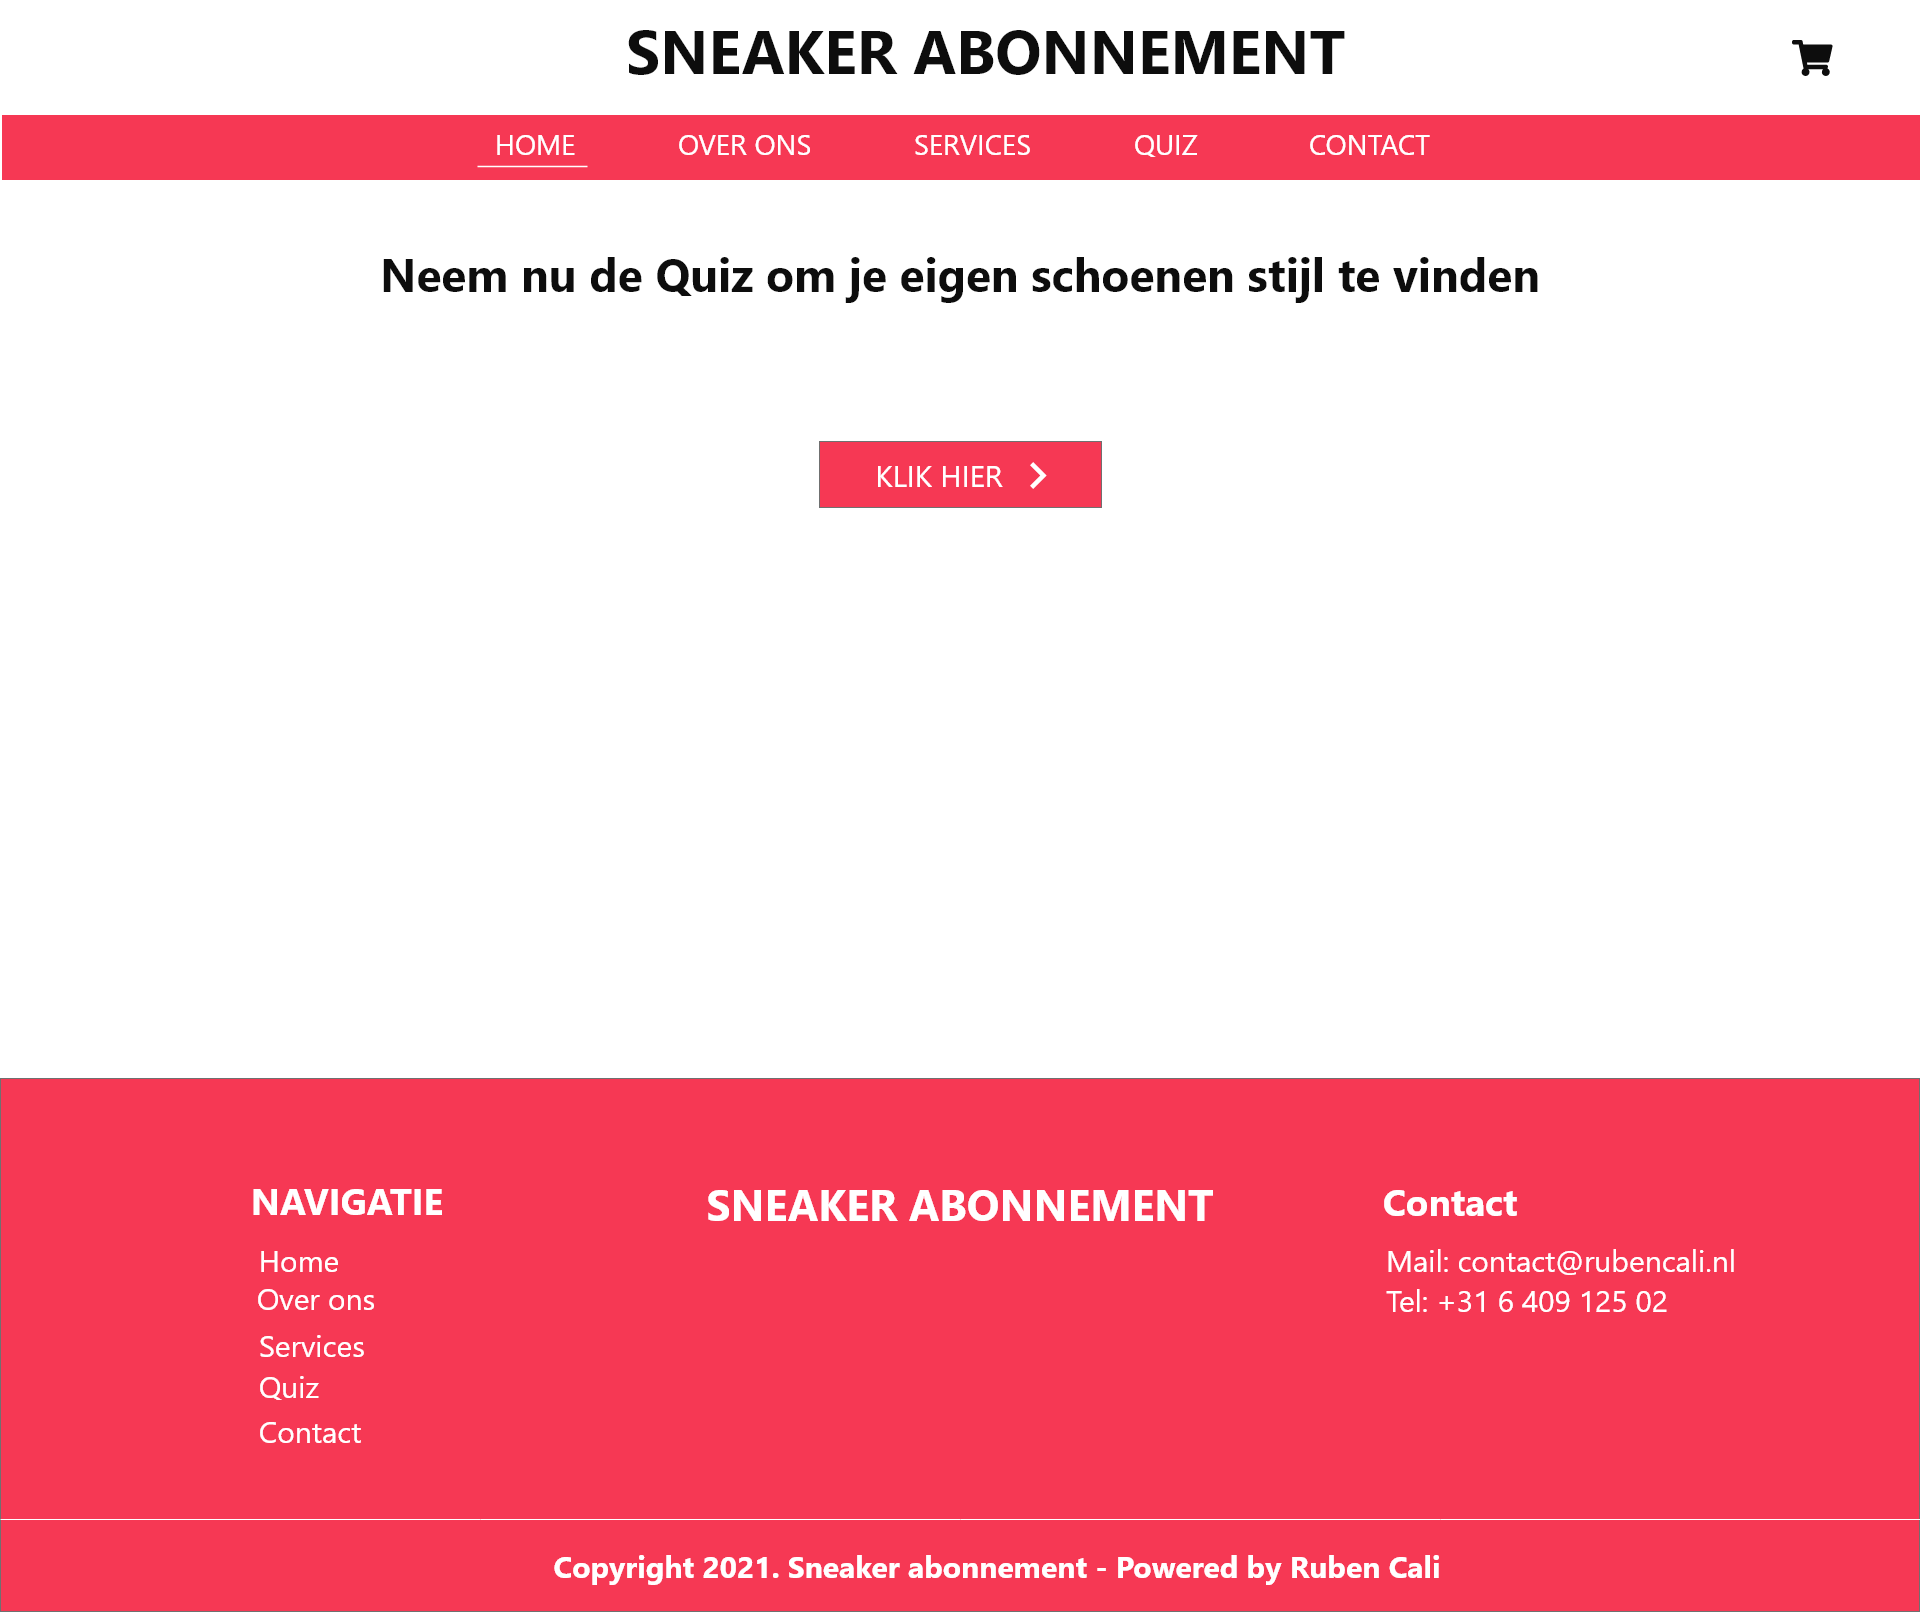 SNEAKER ABONNEMENT
HOME OVER ONS SERVICES QUIZ CONTACT
Neem nu de Quiz om je eigen schoenen stijl te vinden
KLIK HIER
NAVIGATIE
Home
Over ons
Services
Quiz
Contact
SNEAKER ABONNEMENT
Contact
Mail: contact@rubencali.nl
Tel: +31 6 409 125 02
Copyright 2021. Sneaker abonnement - Powered by Ruben Cali